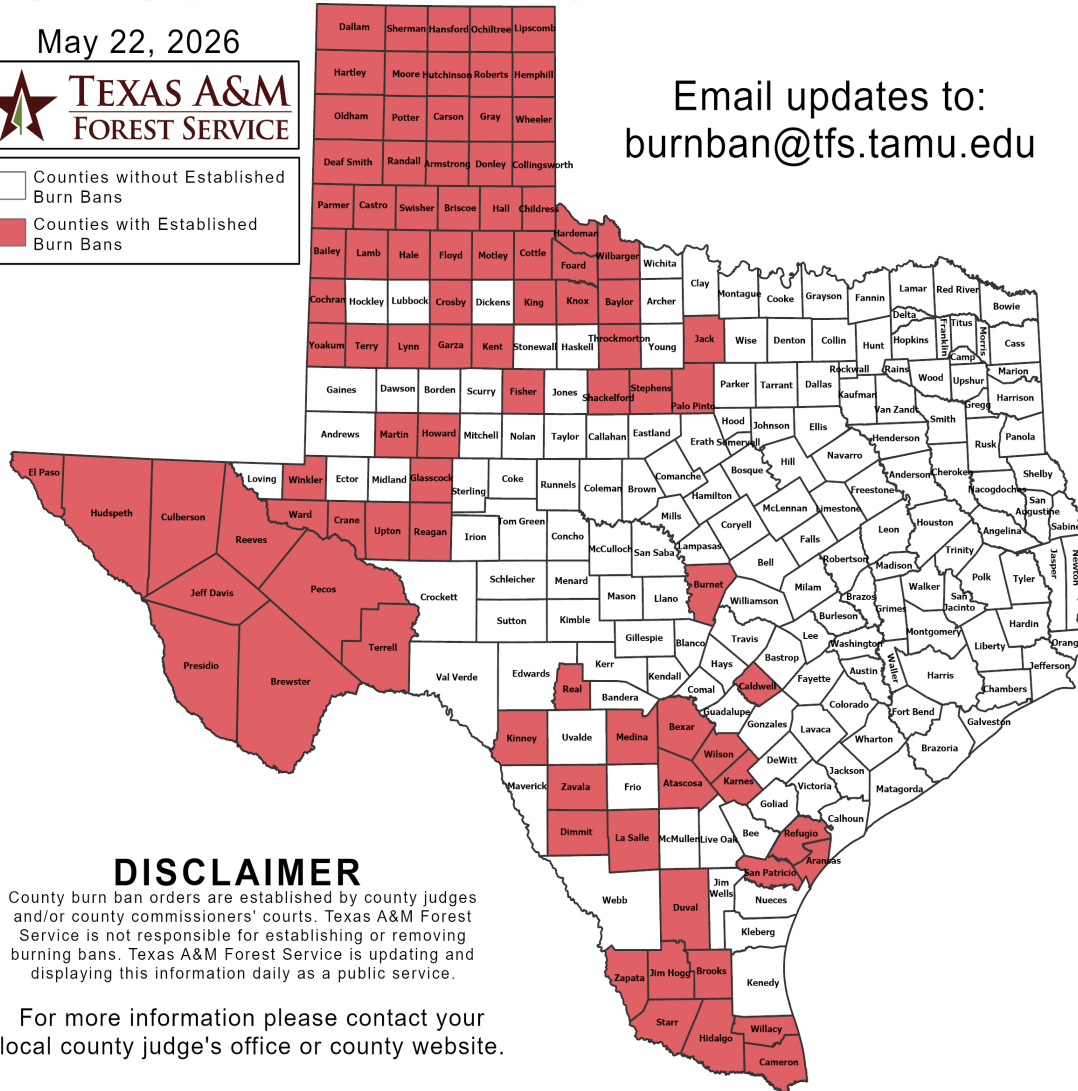 May 22, 2026
TEXAS A&M
FOREST SERVICE
Counties without Established
Burn Bans
Counties with Established
Burn Bans
Email updates to:
burnban@tfs.tamu.edu
Dallam Sherman Hansford Ochiltree Lipscomb
Hartley Moore Hutchinson Roberts Hemphill
Oldham Potter Carson Gray Wheeler
Deaf Smith Randall Armstrong Donley Collingsworth
Parmer Castro Swisher Briscoe Hall Childress
Hardeman
Bailey Lamb Hale Floyd Motley Cottle Foard Wilbarger Wichita
Clay Montague Cooke Grayson Fannin Lamar Red River Bowie
Cochran Hockley Lubbock Crosby Dickens King Knox Baylor Archer
Delta Franklin Titus Morris Cass
Yoakum Terry Lynn Garza Kent Stonewall Haskell Throckmorton Young Jack Wise Denton Collin Hunt Hopkins Camp
Rockwall Rains Wood Upshur Marion
Gaines Dawson Borden Scurry Fisher Jones Shackelford Stephens Palo Pinto Parker Tarrant Dallas Kaufman Van Zandt Gregg Harrison
Andrews Martin Howard Mitchell Nolan Taylor Callahan Eastland Erath Hood Somervell Johnson Ellis Henderson Smith Rusk Panola
El Paso Hudspeth Culberson Loving Winkler Ector Midland Glasscock Sterling Coke Runnels Coleman Brown Comanche Bosque Hill Navarro Anderson Cherokee Shelby
Hamilton McLennan Limestone Freestone Nacogdoches San
Augustine Sabine
Reeves Ward Crane Upton Reagan Irion Tom Green Concho McCulloch San Saba Mills Lampasas Coryell Falls Leon Houston Angelina
Jeff Davis Pecos Crockett Schleicher Menard Mason Llano Burnet Bell Milam Robertson Madison Trinity Polk Tyler Jasper Newton
Presidio Brewster Terrell Sutton Kimble Gillespie Blanco Williamson Burleson Brazos Grimes Walker San
Jacinto Hardin
Val Verde Edwards Real Kerr Kendall Bandera Comal Hays Travis Bastrop Lee Washington Montgomery Liberty Orang
Caldwell Fayette Austin Waller Harris Chambers Jefferson
Kinney Uvalde Medina Bexar Guadalupe Gonzales Lavaca Colorado Fort Bend Galveston
Wilson DeWitt Wharton Brazoria
Maverick Zavala Frio Atascosa Karnes Goliad Victoria Jackson Matagorda
Dimmit La Salle McMullen Live Oak Bee Refugio Calhoun
Aransas
San Patricio
Webb Duval Jim
Wells Nueces
Kleberg
Zapata Jim Hogg Brooks Kenedy
Starr Hidalgo Willacy
Cameron
DISCLAIMER
County burn ban orders are established by county judges
and/or county commissioners' courts. Texas A&M Forest
Service is not responsible for establishing or removing
burning bans. Texas A&M Forest Service is updating and
displaying this information daily as a public service.
For more information please contact your
local county judge's office or county website.